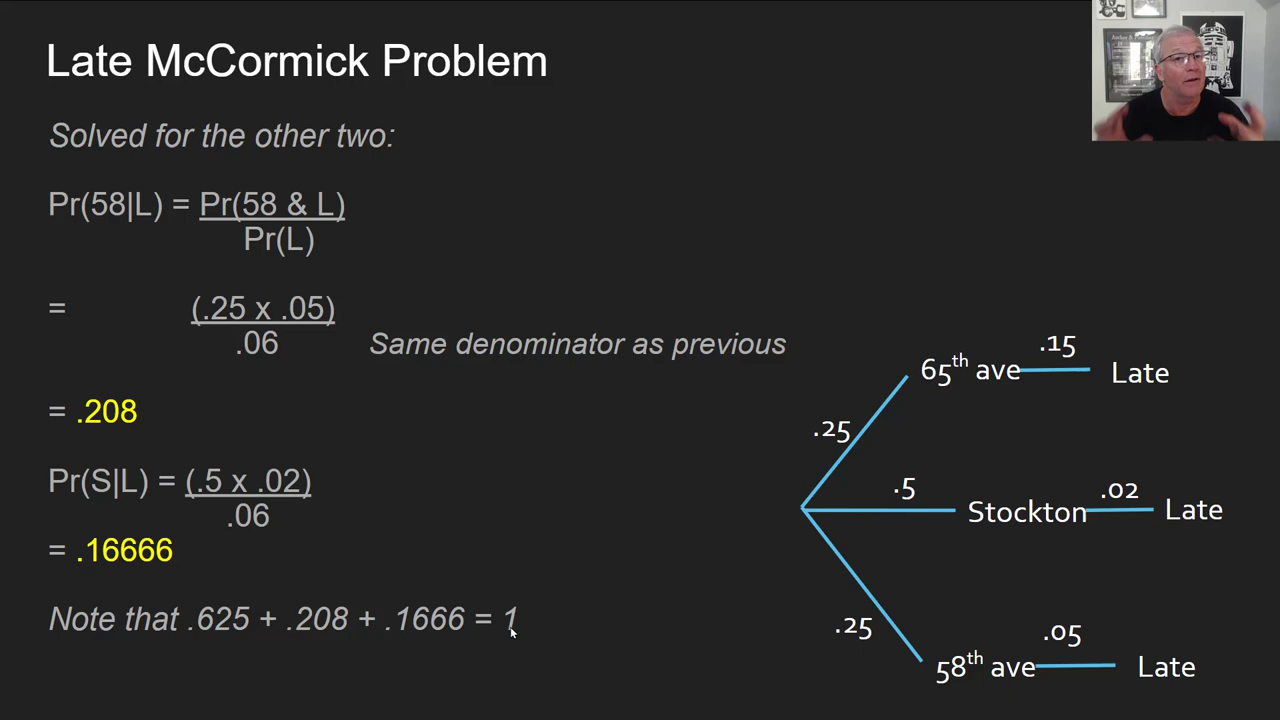 Late McCormick Problem
Solved for the other two:
Pr(58|L) = Pr(58 & L)
Pr(L)
= (.25 x .05)
.06
Same denominator as previous
= .208
Pr(S|L) = (.5 x .02)
.06
= .16666
Note that .625 + .208 + .1666 = 1
.15
65th ave
Late
.25
.5
.02
Stockton
Late
.25
.05
58th ave
Late